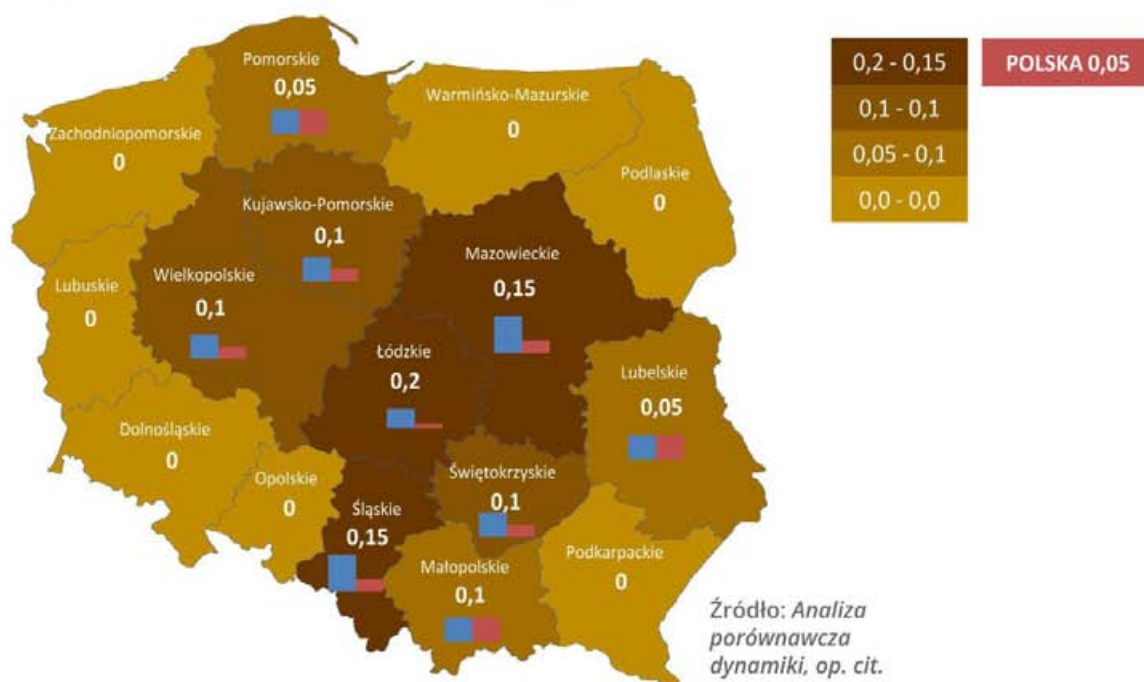 Pomorskie
0,05
Warmińsko-Mazurskie
0
Zachodniopomorskie
0
Podlaskie
0
Kujawsko-Pomorskie
0,1
Mazowieckie
0,15
Wielkopolskie
0,1
Lubuskie
0
Łódzkie
0,2
Lubelskie
0,05
Dolnośląskie
0
Opolskie
0
Śląskie
0,15
Świętokrzyskie
0,1
Małopolskie
0,1
Podkarpackie
0
0,2 - 0,15
0,1 - 0,1
0,05 - 0,1
0,0 - 0,0
POLSKA 0,05
Źródło: Analiza
porównawcza
dynamiki, op. cit.